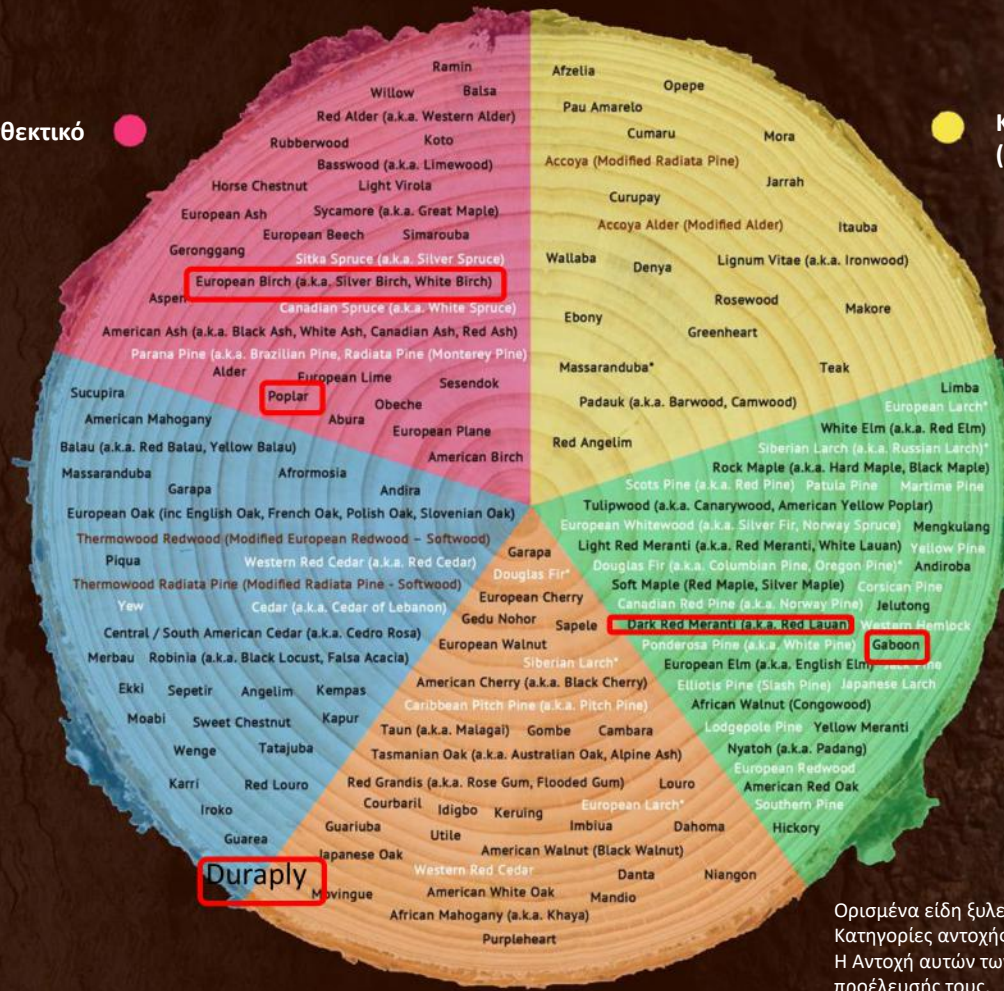 θεκτικό
Κ
(
Ramin
Willow
Balsa
Red Alder (a.k.a. Western Alder)
Rubberwood
Koto
Basswood (a.k.a. Limewood)
Horse Chestnut
Light Virola
European Ash
Sycamore (a.k.a. Great Maple)
European Beech
Simarouba
Geronggang
Sitka Spruce (a.k.a. Silver Spruce)
European Birch (a.k.a. Silver Birch, White Birch)
Aspen
Canadian Spruce (a.k.a. White Spruce)
American Ash (a.k.a. Black Ash, White Ash, Canadian Ash, Red Ash)
Parana Pine (a.k.a. Brazilian Pine, Radiata Pine (Monterey Pine)
Alder
European Lime
Sesendok
Poplar
Obeche
Abura
European Plane
American Birch
Afzelia
Opepe
Pau Amarelo
Cumaru
Mora
Accoya (Modified Radiata Pine)
Jarrah
Curupay
Accoya Alder (Modified Alder)
Itauba
Wallaba
Denya
Lignum Vitae (a.k.a. Ironwood)
Rosewood
Makore
Ebony
Greenheart
Massaranduba*
Teak
Padauk (a.k.a. Barwood, Camwood)
Red Angelim
Limba
European Larch*
White Elm (a.k.a. Red Elm)
Siberian Larch (a.k.a. Russian Larch)*
Rock Maple (a.k.a. Hard Maple, Black Maple)
Scots Pine (a.k.a. Red Pine)
Patula Pine
Martime Pine
Tulipwood (a.k.a. Canarywood, American Yellow Poplar)
European Whitewood (a.k.a. Silver Fir, Norway Spruce)
Mengkulang
Light Red Meranti (a.k.a. Red Meranti, White Lauan)
Yellow Pine
Douglas Fir (a.k.a. Columbian Pine, Oregon Pine)*
Andiroba
Soft Maple (Red Maple, Silver Maple)
Corsican Pine
Canadian Red Pine (a.k.a. Norway Pine)
Jelutong
Dark Red Meranti (a.k.a. Red Lauan)
Western Hemlock
Ponderosa Pine (a.k.a. White Pine)
Gaboon
European Elm (a.k.a. English Elm)
Jack Pine
Elliotis Pine (Slash Pine)
Japanese Larch
African Walnut (Congowood)
Lodgepole Pine
Yellow Meranti
Nyatoh (a.k.a. Padang)
European Redwood
American Red Oak
Southern Pine
Hickory
Sucupira
American Mahogany
Balau (a.k.a. Red Balau, Yellow Balau)
Massaranduba
Afrormosia
Garapa
Andira
European Oak (inc English Oak, French Oak, Polish Oak, Slovenian Oak)
Thermowood Redwood (Modified European Redwood – Softwood)
Piqua
Western Red Cedar (a.k.a. Red Cedar)
Thermowood Radiata Pine (Modified Radiata Pine - Softwood)
Yew
Cedar (a.k.a. Cedar of Lebanon)
Central / South American Cedar (a.k.a. Cedro Rosa)
Merbau
Robinia (a.k.a. Black Locust, Falsa Acacia)
Ekki
Sepetir
Angelim
Kempas
Moabi
Sweet Chestnut
Kapur
Wenge
Tatajuba
Karri
Red Louro
Iroko
Guarea
Duraply
Garapa
Douglas Fir*
European Cherry
Gedu Nohor
Sapele
European Walnut
Siberian Larch*
American Cherry (a.k.a. Black Cherry)
Caribbean Pitch Pine (a.k.a. Pitch Pine)
Taun (a.k.a. Malagai)
Gombe
Cambara
Tasmanian Oak (a.k.a. Australian Oak, Alpine Ash)
Red Grandis (a.k.a. Rose Gum, Flooded Gum)
Louro
Courbaril
Idigbo
Keruing
European Larch*
Guariuba
Utile
Imbiua
Dahoma
Japanese Oak
American Walnut (Black Walnut)
Western Red Cedar
Danta
Niangon
Movingue
American White Oak
Mandio
African Mahogany (a.k.a. Khaya)
Purpleheart
Ορισμένα είδη ξυλε
Κατηγορίες αντοχής
Η Αντοχή αυτών τω
προέλευσής τους.